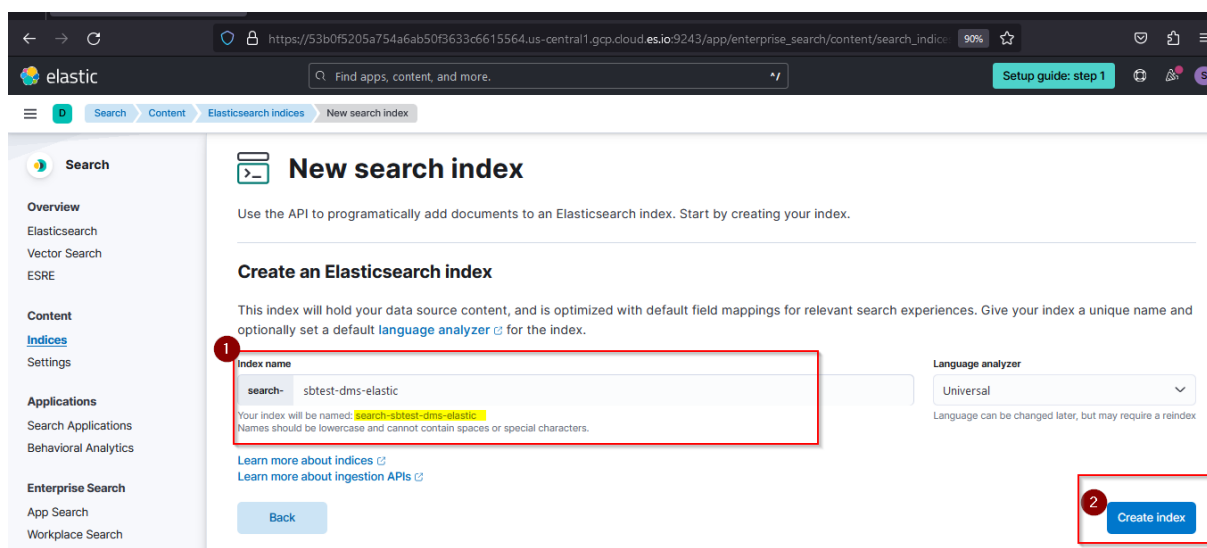 https://53b0f5205a754a6ab50f3633c6615564.us-central1.gcp.cloud.es.io:9243/app/enterprise_search/content/search_indice 90%
elastic Find apps, content, and more. ^/ Setup guide: step 1 S
D Search Content Elasticsearch indices New search index
Search
Overview
Elasticsearch
Vector Search
ESRE
Content
Indices
Settings
Applications
Search Applications
Behavioral Analytics
Enterprise Search
App Search
Workplace Search
New search index
Use the API to programatically add documents to an Elasticsearch index. Start by creating your index.
Create an Elasticsearch index
This index will hold your data source content, and is optimized with default field mappings for relevant search experiences. Give your index a unique name and
optionally set a default language analyzer for the index.
1
Index name
search- sbtest-dms-elastic
Your index will be named: search-sbtest-dms-elastic
Names should be lowercase and cannot contain spaces or special characters.
Language analyzer
Universal
Language can be changed later, but may require a reindex
Learn more about indices
Learn more about ingestion APIs
Back
2
Create index